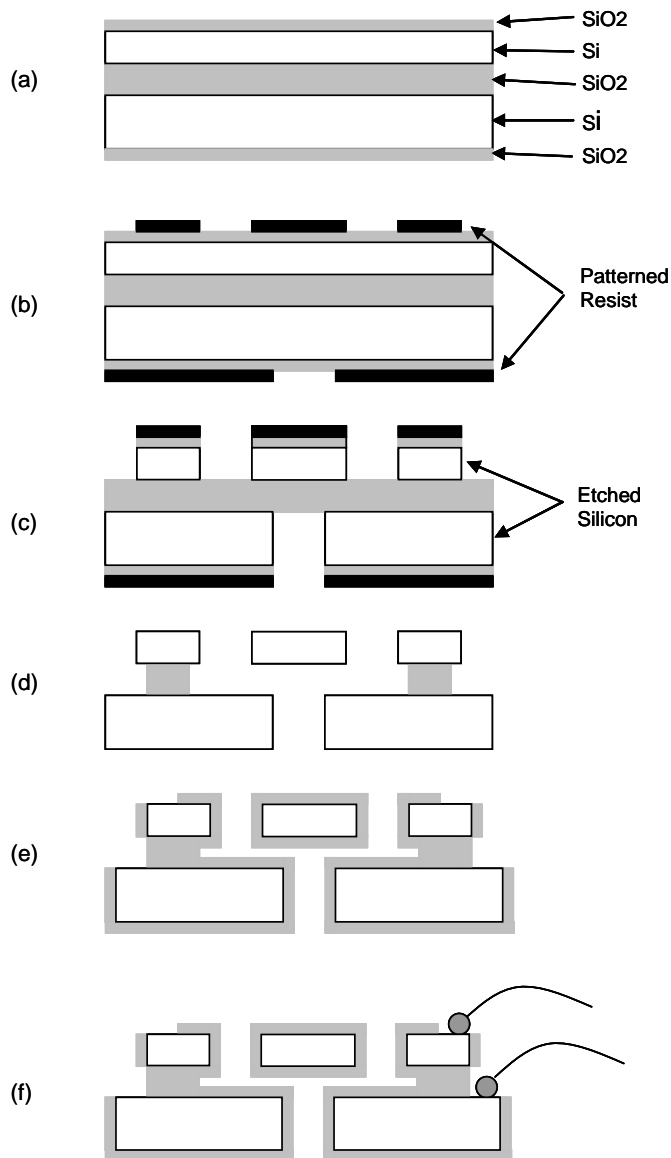 (a)
SiO2
Si
SiO2
Si
SiO2
(b)
Patterned
Resist
(c)
Etched
Silicon
(d)
(e)
(f)